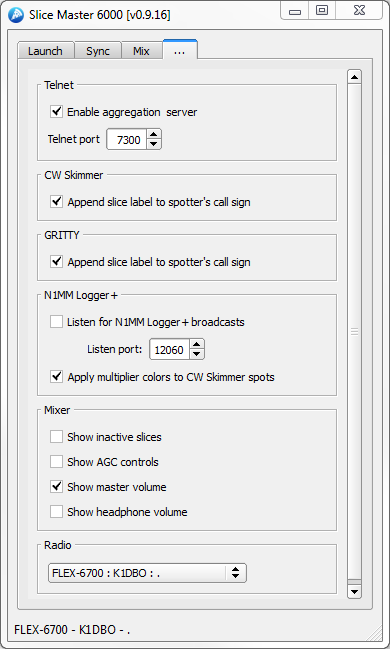 Slice Master 6000 [v0.9.16]
Launch Sync Mix ...
Telnet
Enable aggregation server
Telnet port 7300
CW Skimmer
Append slice label to spotter's call sign
GRITTY
Append slice label to spotter's call sign
N1MM Logger+
Listen for N1MM Logger+ broadcasts
Listen port: 12060
Apply multiplier colors to CW Skimmer spots
Mixer
Show inactive slices
Show AGC controls
Show master volume
Show headphone volume
Radio
FLEX-6700 : K1DBO : .
FLEX-6700 - K1DBO - .